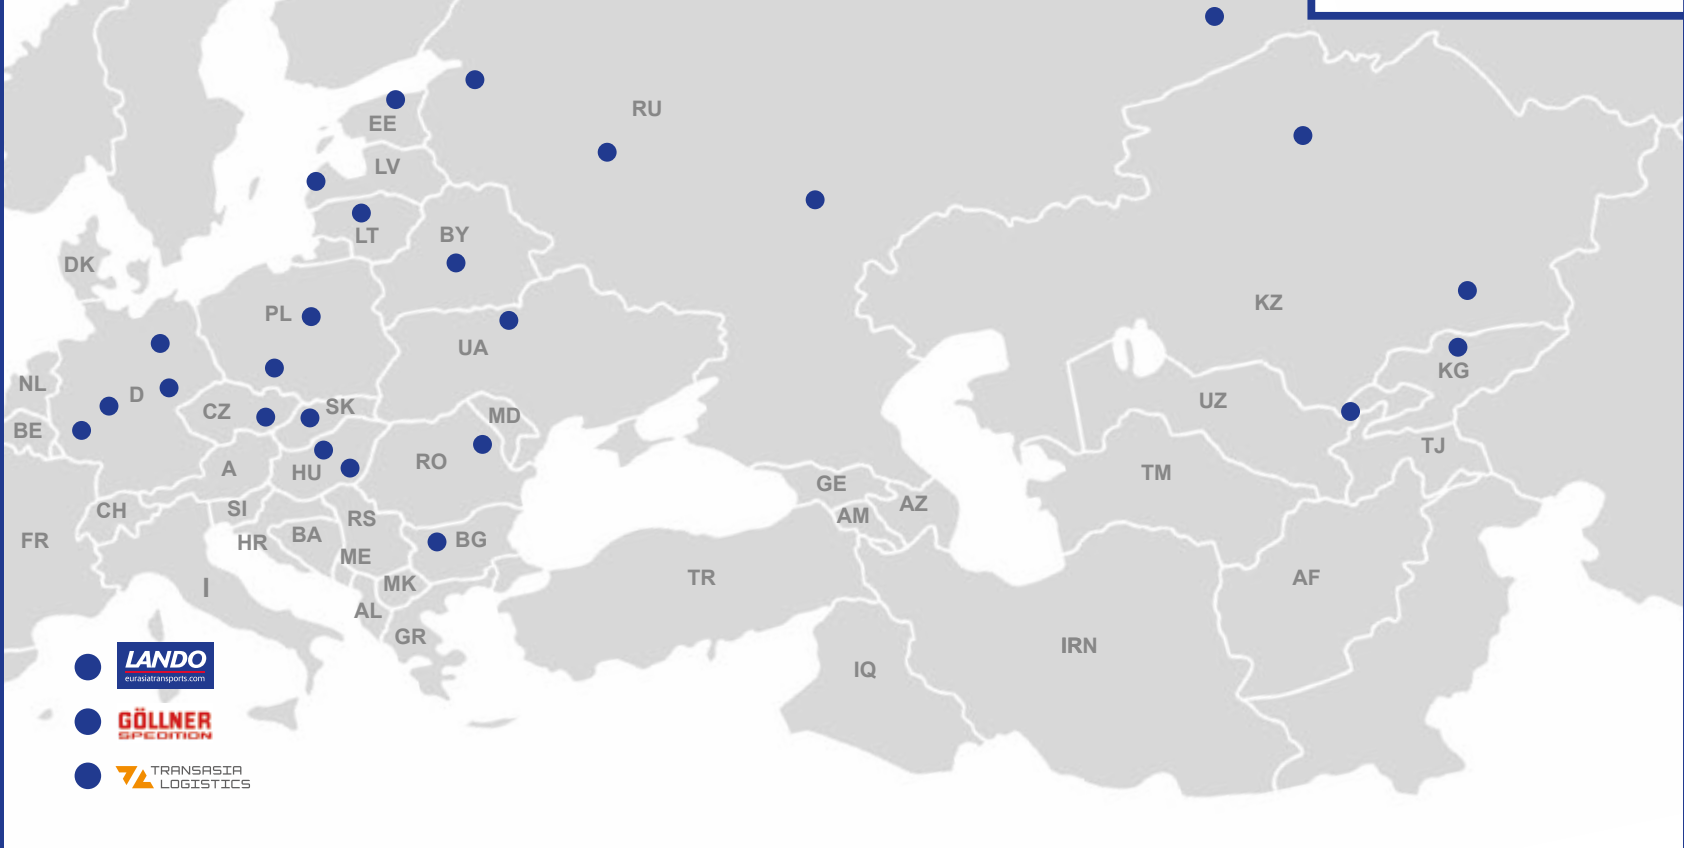 RU
EE
LV
LT
BY
DK
PL
KZ
UA
KG
NL
D
CZ
SK
UZ
BE
MD
TJ
A
HU
RO
TM
GE
AZ
CH
SI
RS
AM
FR
HR
BA
BG
ME
TR
AF
I
MK
AL
GR
IRN
IQ
LANDO
eurasiatransports.com
GÖLLNER
SPEDITION
TRANSASIA
LOGISTICS